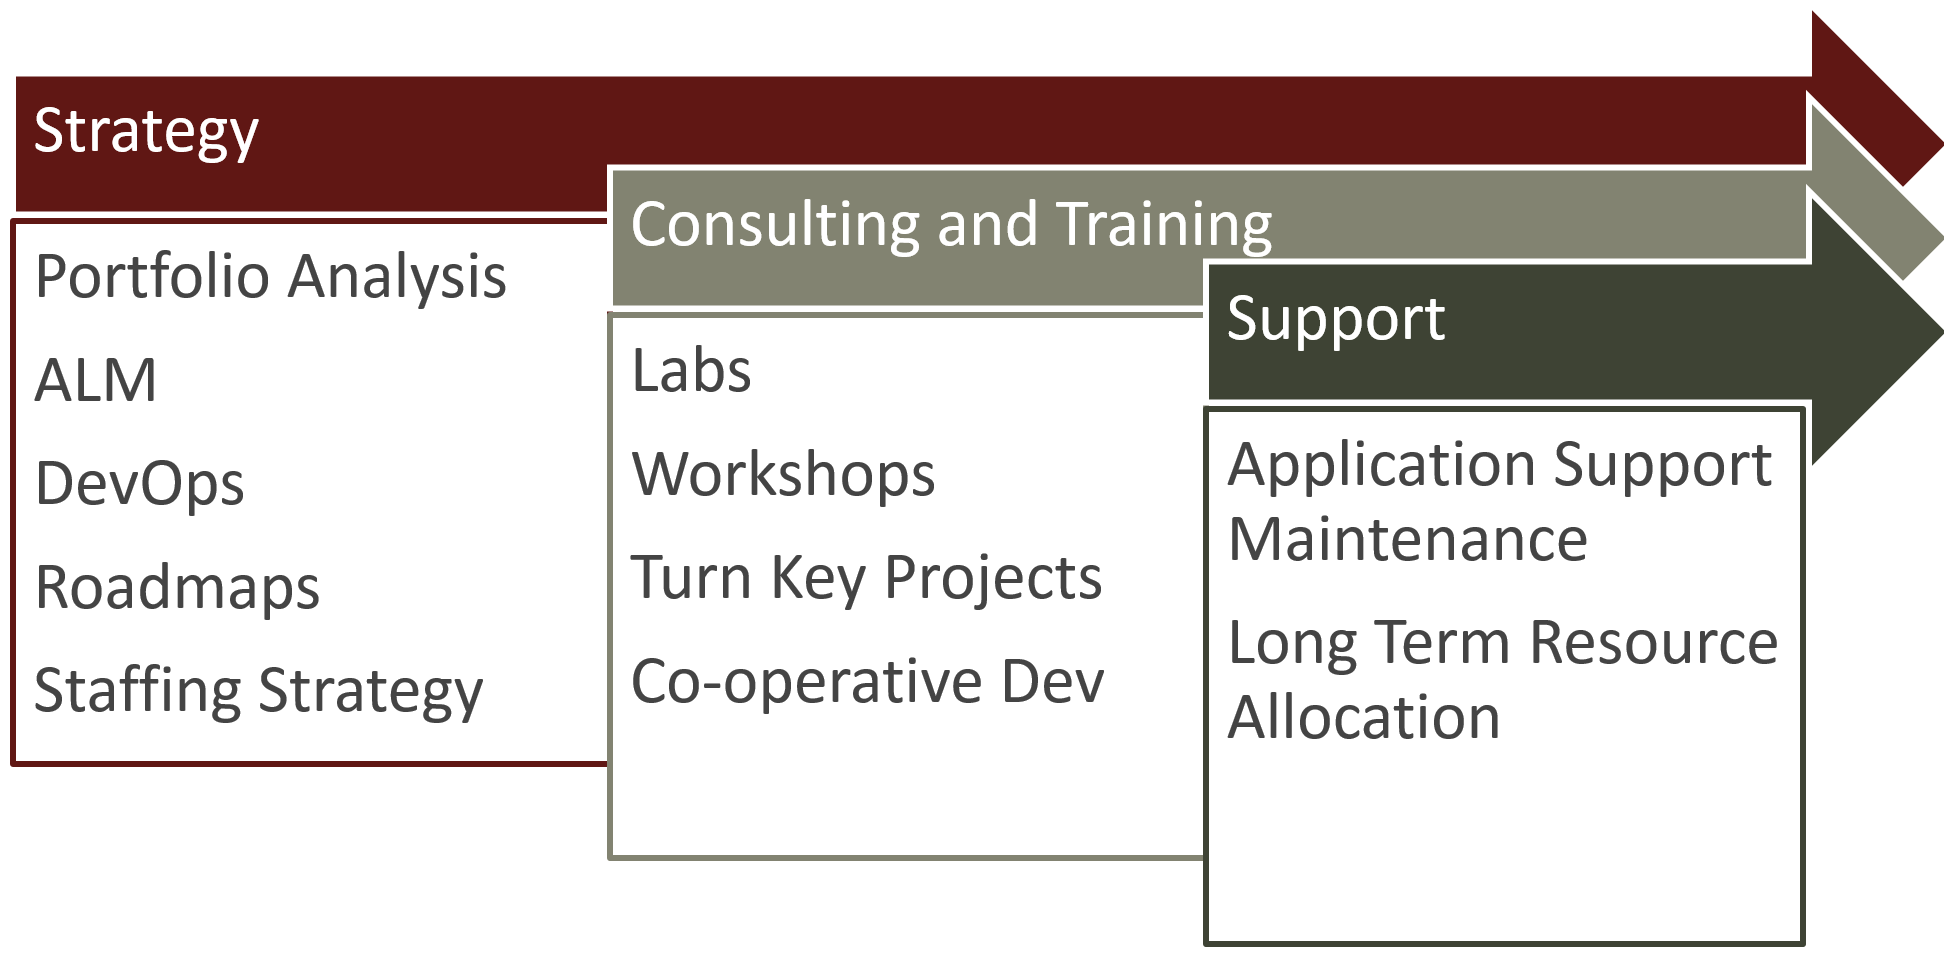 Strategy
Portfolio Analysis
ALM
DevOps
Roadmaps
Staffing Strategy
Consulting and Training
Labs
Workshops
Turn Key Projects
Co-operative Dev
Support
Application Support
Maintenance
Long Term Resource
Allocation